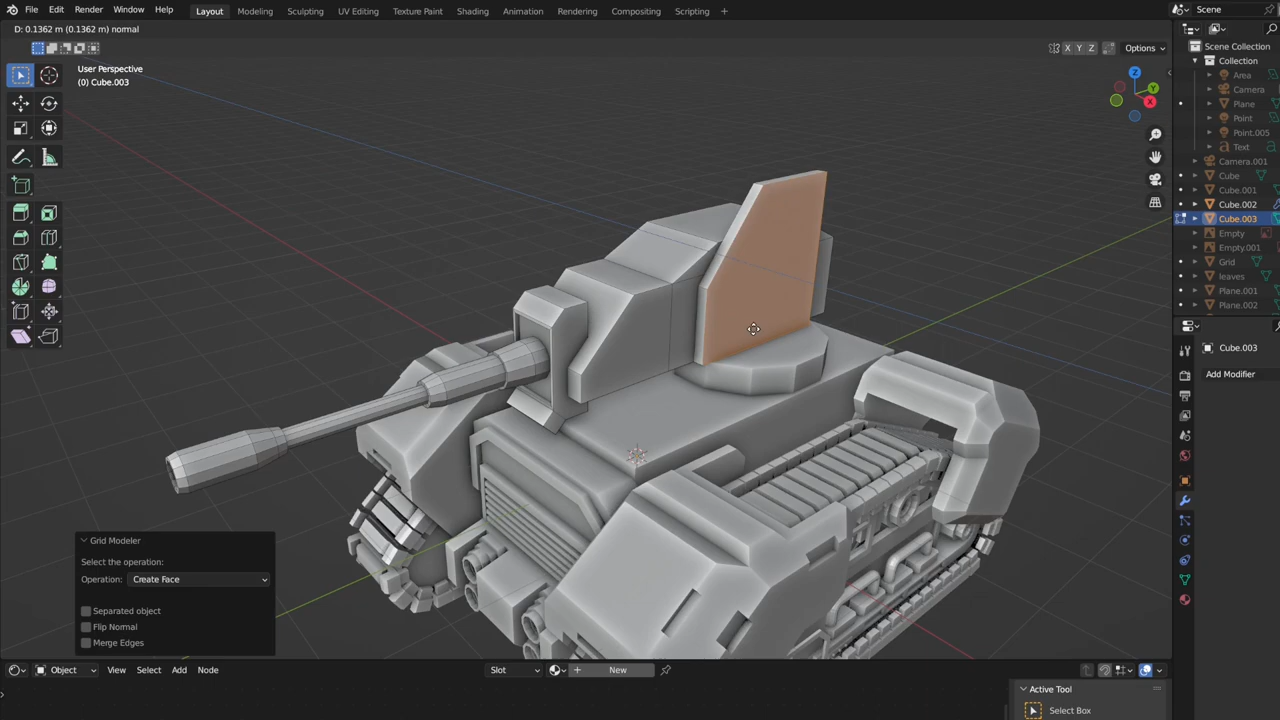 File Edit Render Window Help Layout Modeling Sculpting UV Editing Texture Paint Shading Animation Rendering Compositing Scripting + Scene
D: 0.1362 m (0.1362 m) normal
X Y Z Options
User Perspective
(0) Cube.003
Z
Y
X
Scene Collection
Collection
Area
Camera
Plane
Point
Point.005
Text
Camera.001
Cube
Cube.001
Cube.002
Cube.003
Empty
Empty.001
Grid
leaves
Plane.001
Plane.002
Cube.003
Add Modifier
Grid Modeler
Select the operation:
Operation: Create Face
Separated object
Flip Normal
Merge Edges
Object View Select Add Node Slot New
Active Tool
Select Box